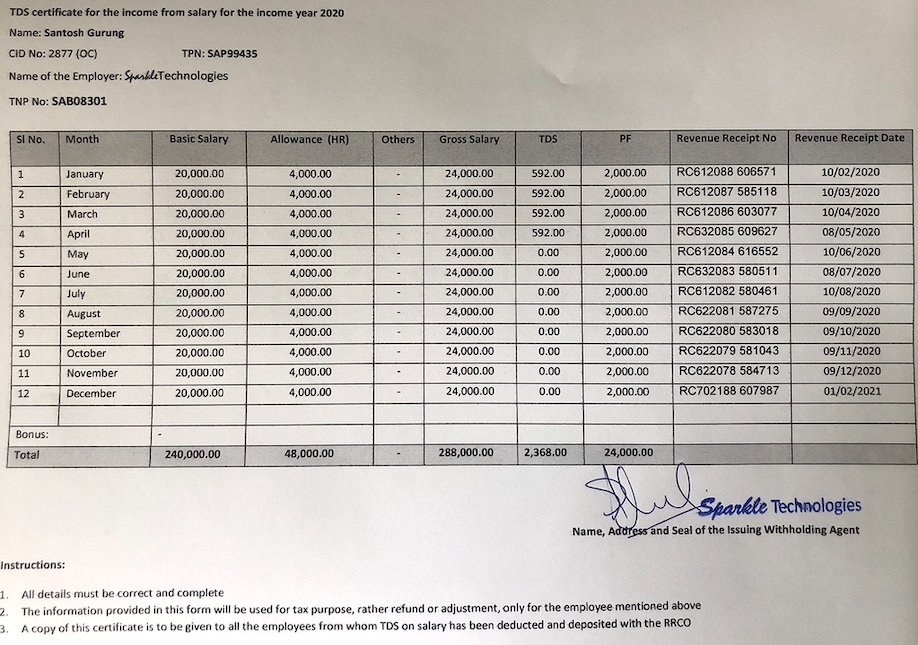 TDS certificate for the income from salary for the income year 2020
Name: Santosh Gurung
CID No: 2877 (OC) TPN: SAP99435
Name of the Employer: Sparkle Technologies
TNP No: SAB08301
Sl No. Month Basic Salary Allowance (HR) Others Gross Salary TDS PF Revenue Receipt No Revenue Receipt Date
1 January 20,000.00 4,000.00 - 24,000.00 592.00 2,000.00 RC612088 606571 10/02/2020
2 February 20,000.00 4,000.00 - 24,000.00 592.00 2,000.00 RC612087 585118 10/03/2020
3 March 20,000.00 4,000.00 - 24,000.00 592.00 2,000.00 RC612086 603077 10/04/2020
4 April 20,000.00 4,000.00 - 24,000.00 592.00 2,000.00 RC632085 609627 08/05/2020
5 May 20,000.00 4,000.00 - 24,000.00 0.00 2,000.00 RC612084 616552 10/06/2020
6 June 20,000.00 4,000.00 - 24,000.00 0.00 2,000.00 RC632083 580511 08/07/2020
7 July 20,000.00 4,000.00 - 24,000.00 0.00 2,000.00 RC612082 580461 10/08/2020
8 August 20,000.00 4,000.00 - 24,000.00 0.00 2,000.00 RC622081 587275 09/09/2020
9 September 20,000.00 4,000.00 - 24,000.00 0.00 2,000.00 RC622080 583018 09/10/2020
10 October 20,000.00 4,000.00 - 24,000.00 0.00 2,000.00 RC622079 581043 09/11/2020
11 November 20,000.00 4,000.00 - 24,000.00 0.00 2,000.00 RC622078 584713 09/12/2020
12 December 20,000.00 4,000.00 - 24,000.00 0.00 2,000.00 RC702188 607987 01/02/2021
Bonus: -
Total 240,000.00 48,000.00 - 288,000.00 2,368.00 24,000.00
Sparkle Technologies
Name, Address and Seal of the Issuing Withholding Agent
Instructions:
1. All details must be correct and complete
2. The information provided in this form will be used for tax purpose, rather refund or adjustment, only for the employee mentioned above
3. A copy of this certificate is to be given to all the employees from whom TDS on salary has been deducted and deposited with the RRCO